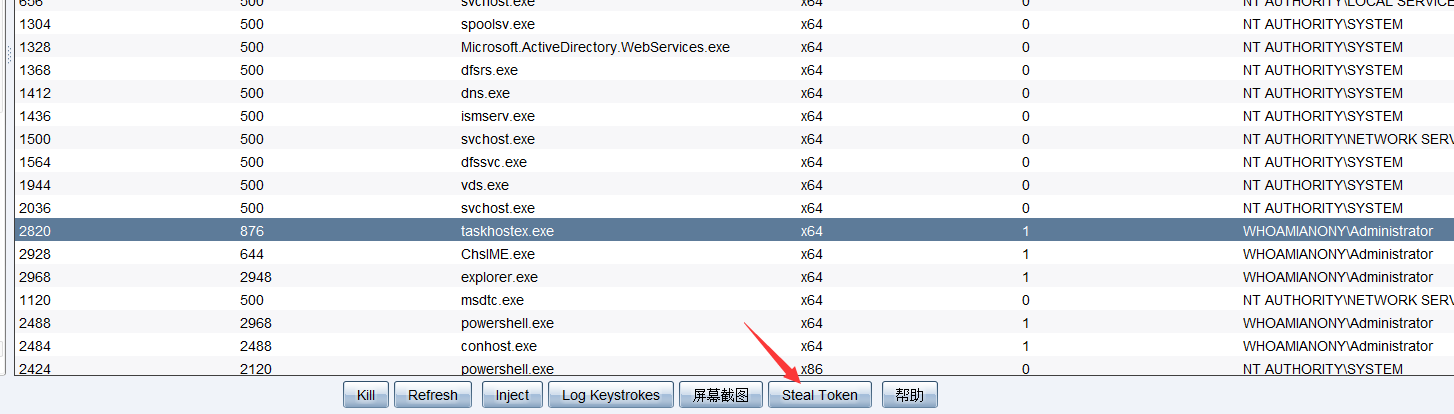 656 500 svchost.exe x64 0 NT AUTHORITY\LOCAL SERVICE
1304 500 spoolsv.exe x64 0 NT AUTHORITY\SYSTEM
1328 500 Microsoft.ActiveDirectory.WebServices.exe x64 0 NT AUTHORITY\SYSTEM
1368 500 dfsrs.exe x64 0 NT AUTHORITY\SYSTEM
1412 500 dns.exe x64 0 NT AUTHORITY\SYSTEM
1436 500 ismserv.exe x64 0 NT AUTHORITY\SYSTEM
1500 500 svchost.exe x64 0 NT AUTHORITY\NETWORK SERV
1564 500 dfssvc.exe x64 0 NT AUTHORITY\SYSTEM
1944 500 vds.exe x64 0 NT AUTHORITY\SYSTEM
2036 500 svchost.exe x64 0 NT AUTHORITY\SYSTEM
2820 876 taskhostex.exe x64 1 WHOAMIANONY\Administrator
2928 644 ChsIME.exe x64 1 WHOAMIANONY\Administrator
2968 2948 explorer.exe x64 1 WHOAMIANONY\Administrator
1120 500 msdtc.exe x64 0 NT AUTHORITY\NETWORK SERV
2488 2968 powershell.exe x64 1 WHOAMIANONY\Administrator
2484 2488 conhost.exe x64 1 WHOAMIANONY\Administrator
2424 2120 powershell.exe x86 0 NT AUTHORITY\SYSTEM
Kill Refresh Inject Log Keystrokes 屏幕截图 Steal Token 帮助